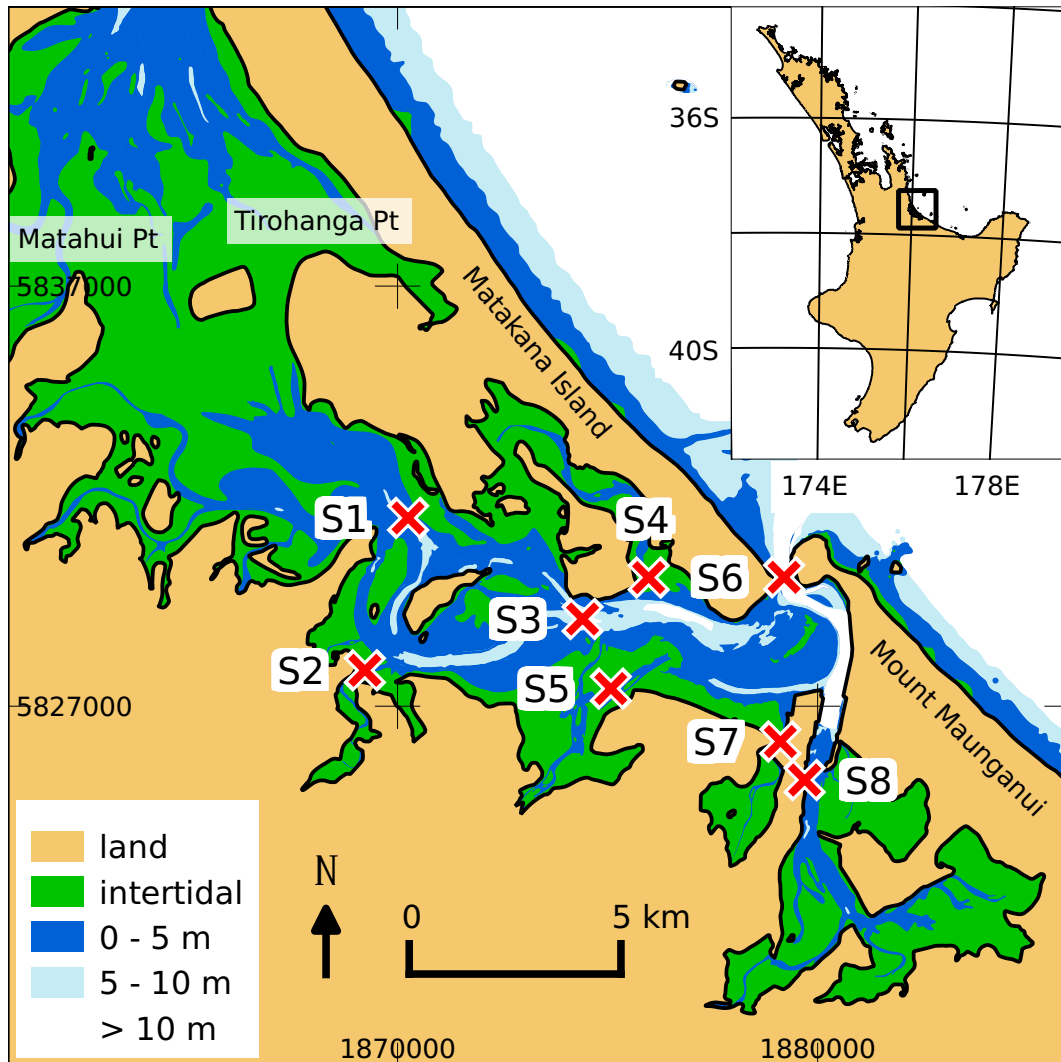 36S
40S
174E
178E
Tirohanga Pt
Matahui Pt
5837000
Matakana Island
S1
S4
S6
S3
S2
S5
5827000
S7
S8
Mount Maunganui
land
intertidal
0 - 5 m
5 - 10 m
> 10 m
N
0
5 km
1870000
1880000